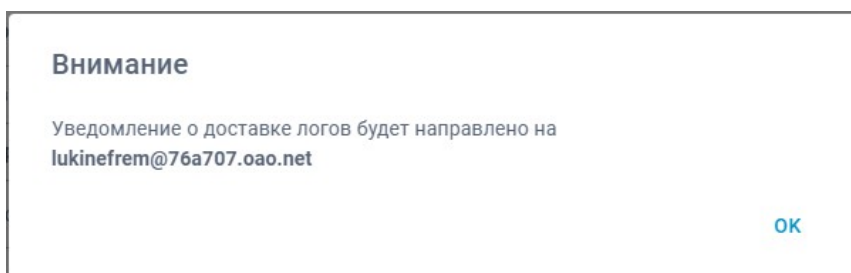 Внимание
Уведомление о доставке логов будет направлено на
lukinefrem@76a707.oao.net
OK